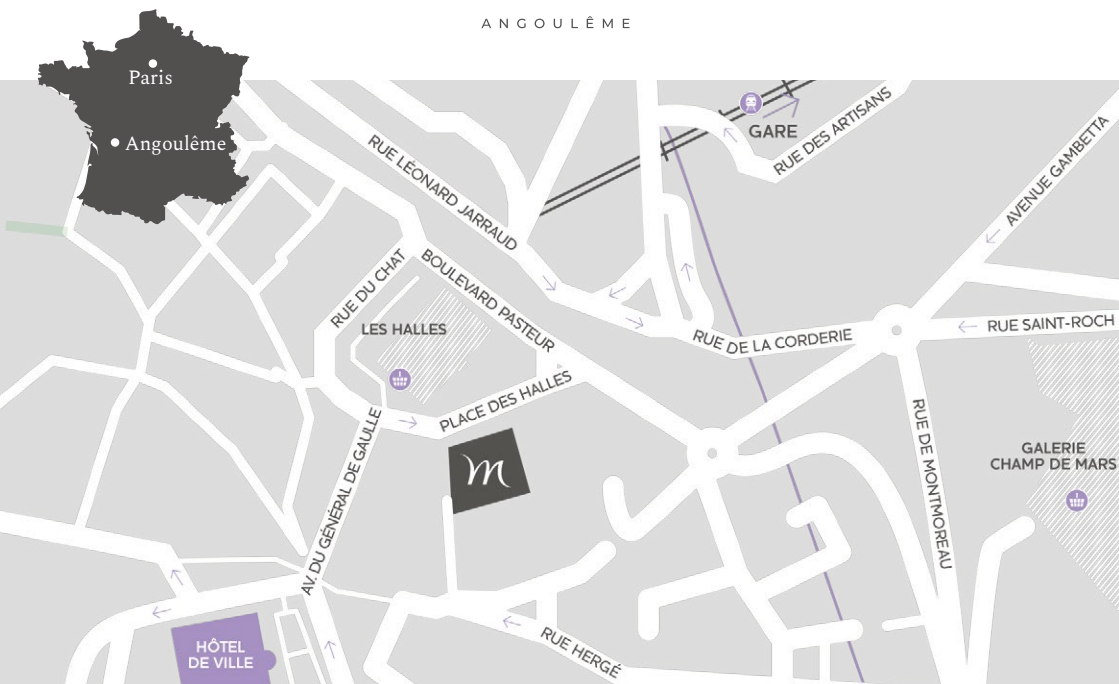 ANGOULÊME
Paris
Angoulême
GARE
RUE DES ARTISANS
AVENUE GAMBETTA
RUE LÉONARD JARRAUD
RUE DU CHAT
BOULEVARD PASTEUR
LES HALLES
RUE DE LA CORDERIE
RUE SAINT-ROCH
PLACE DES HALLES
AV. DU GÉNÉRAL DE GAULLE
m
RUE DE MONTMOREAU
GALERIE
CHAMP DE MARS
HÔTEL
DE VILLE
RUE HERGÉ